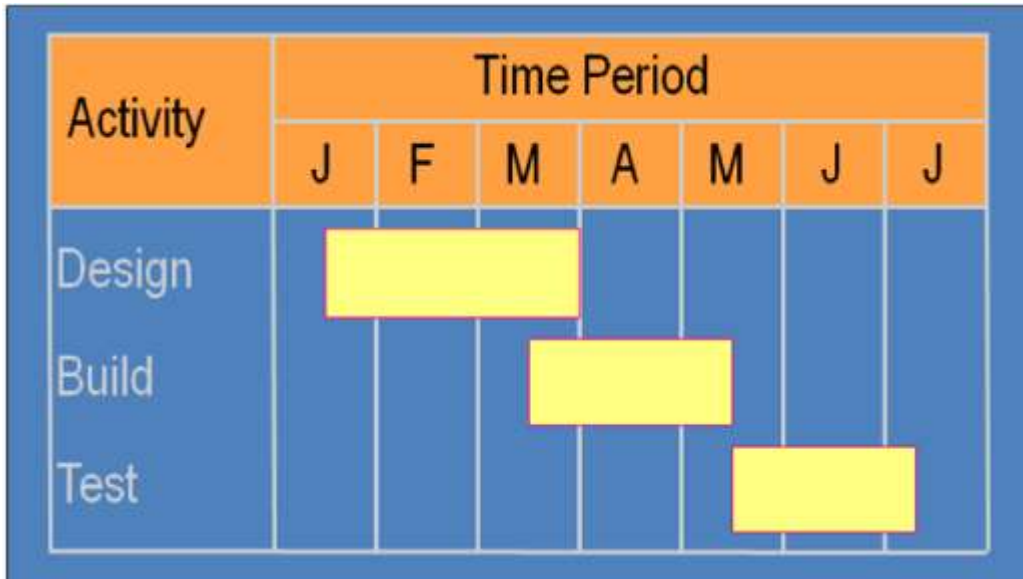 Time Period
Activity
J F M A M J J
Design
Build
Test